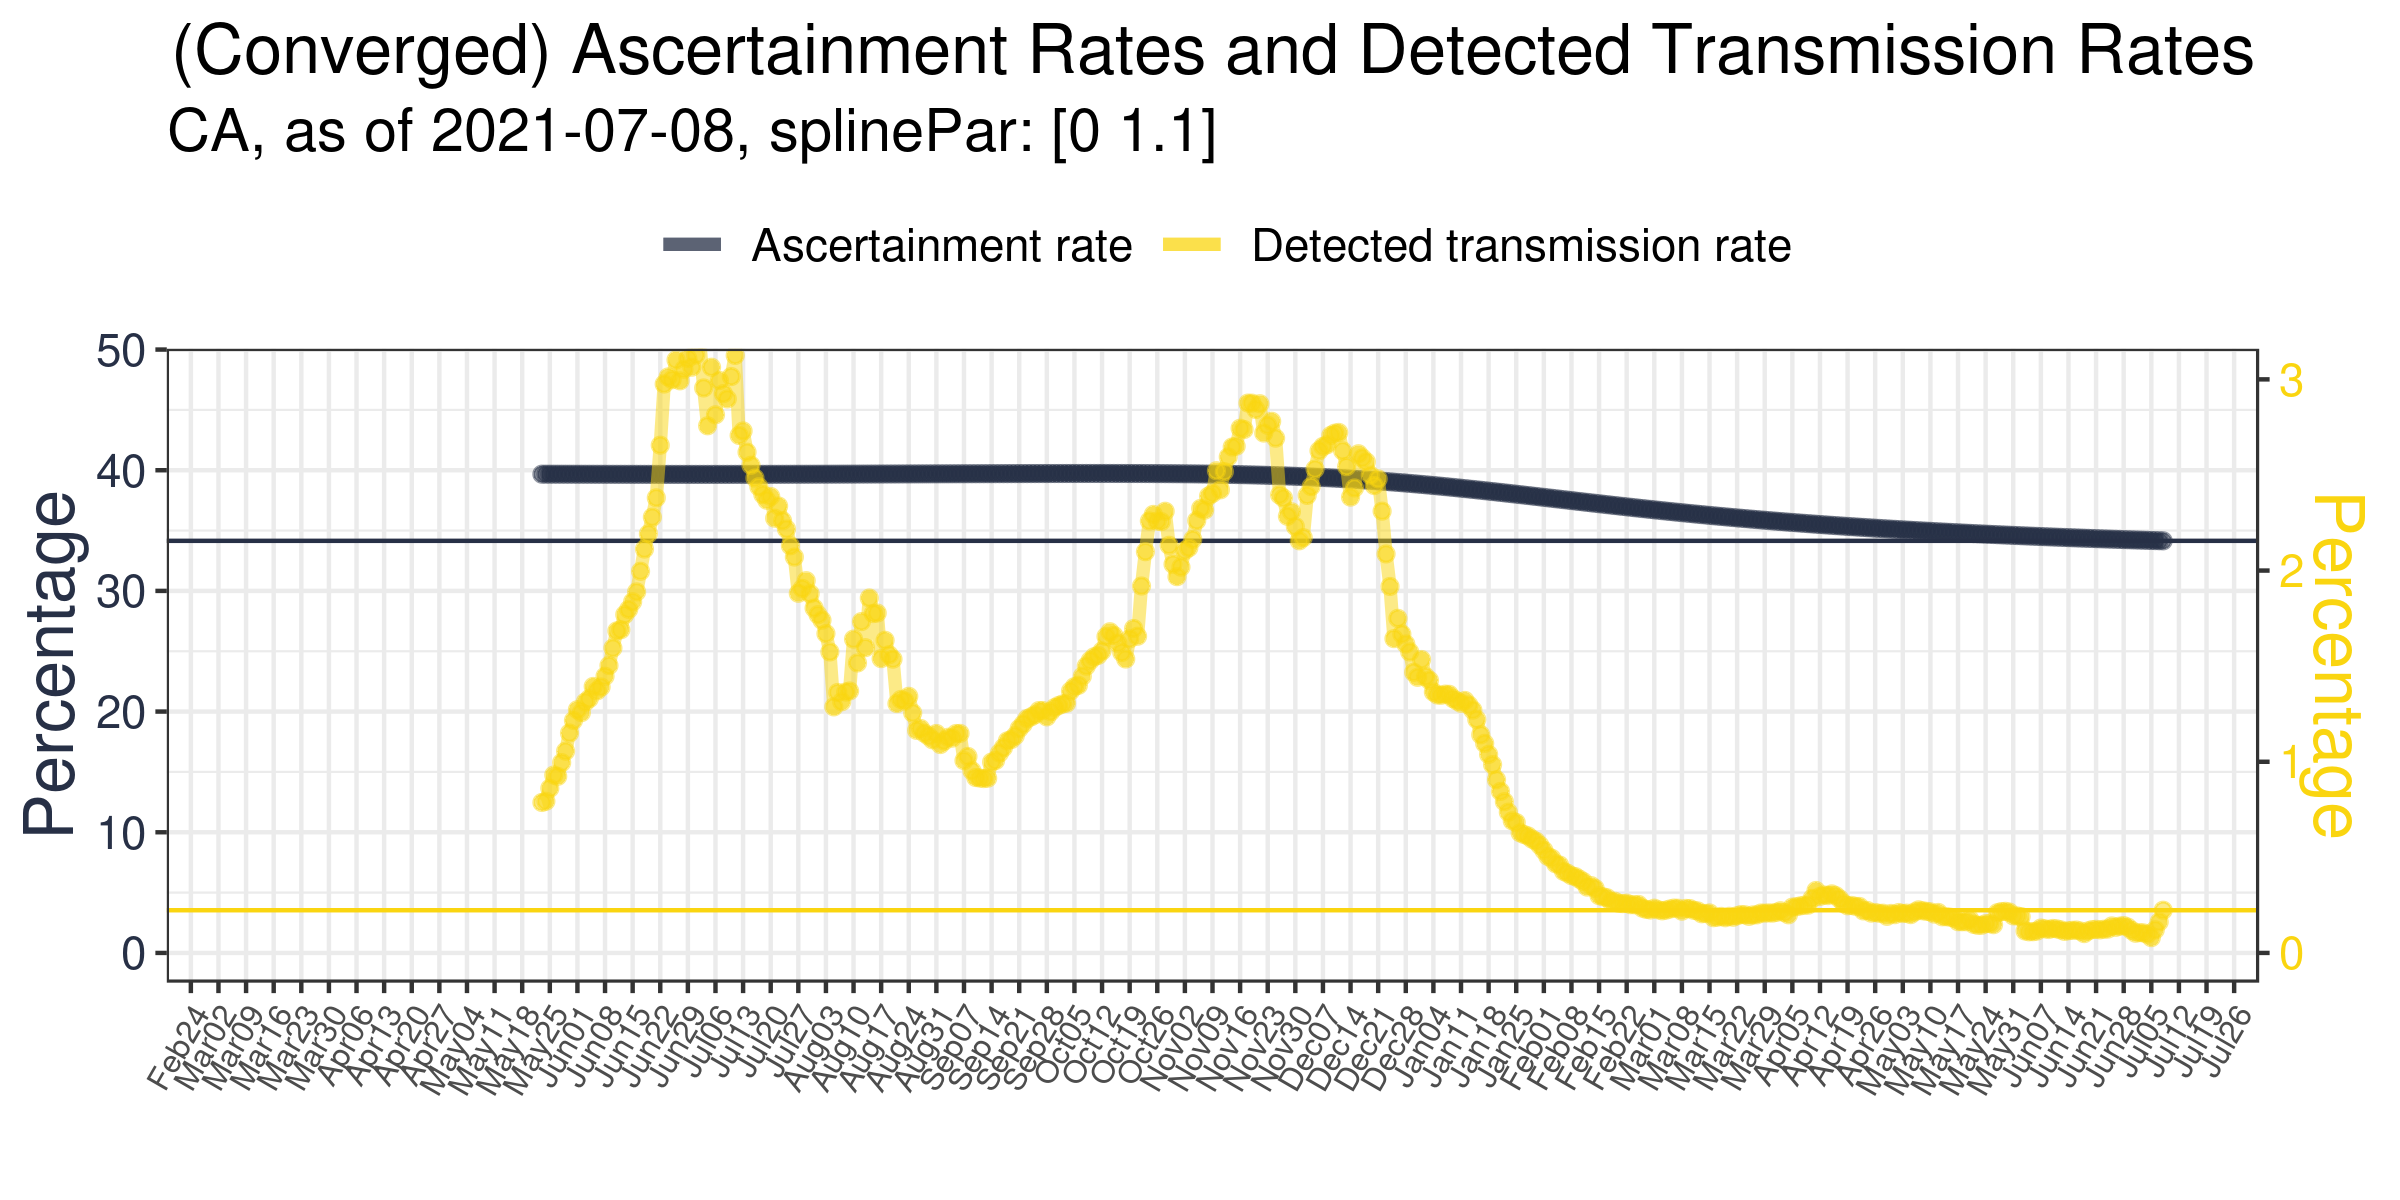 (Converged) Ascertainment Rates and Detected Transmission Rates
CA, as of 2021-07-08, splinePar: [0 1.1]
Ascertainment rate Detected transmission rate
Percentage
50
40
30
20
10
0
3
2
1
0
Percentage
Feb24 Mar02 Mar09 Mar16 Mar23 Mar30 Apr06 Apr13 Apr20 Apr27 May04 May11 May18 May25 Jun01 Jun08 Jun15 Jun22 Jun29 Jul06 Jul13 Jul20 Jul27 Aug03 Aug10 Aug17 Aug24 Aug31 Sep07 Sep14 Sep21 Sep28 Oct05 Oct12 Oct19 Oct26 Nov02 Nov09 Nov16 Nov23 Nov30 Dec07 Dec14 Dec21 Dec28 Jan04 Jan11 Jan18 Jan25 Feb01 Feb08 Feb15 Feb22 Mar01 Mar08 Mar15 Mar22 Mar29 Apr05 Apr12 Apr19 Apr26 May03 May10 May17 May24 May31 Jun07 Jun14 Jun21 Jun28 Jul05 Jul12 Jul19 Jul26